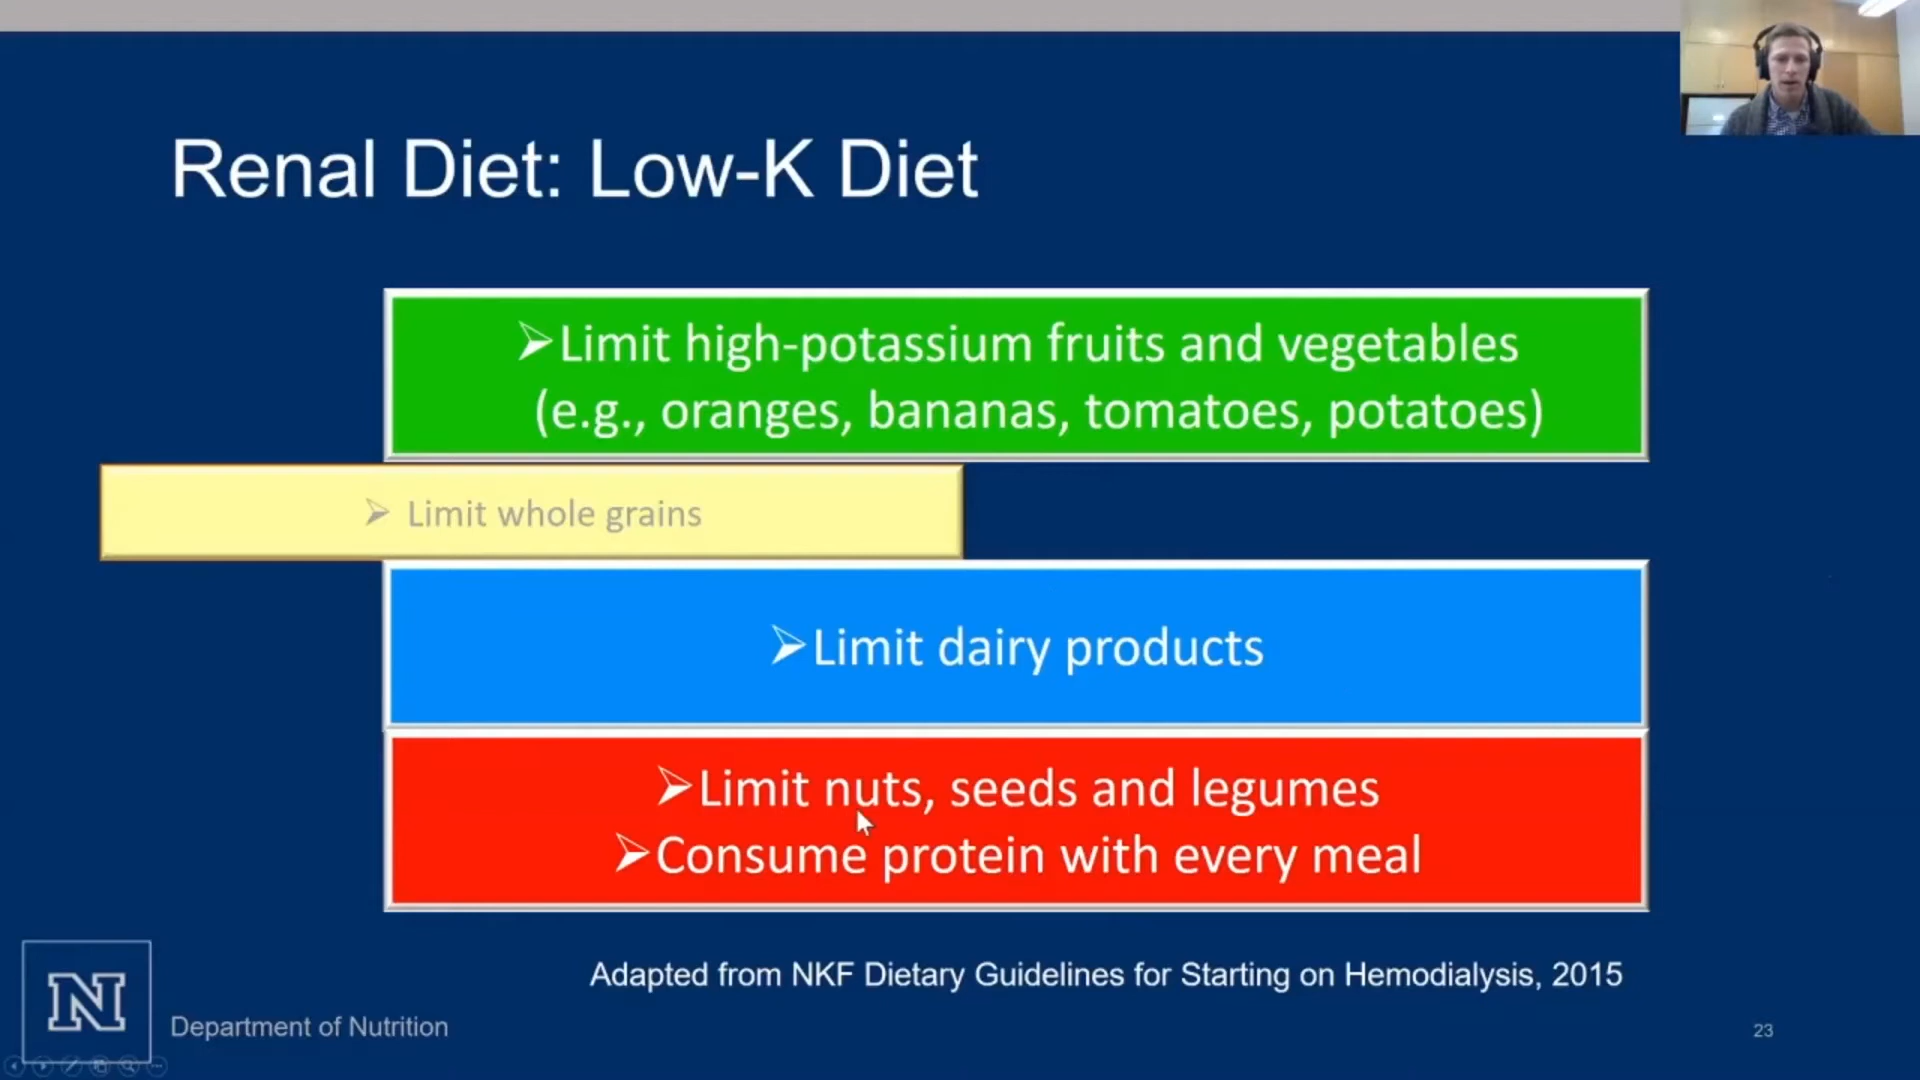 Renal Diet: Low-K Diet
➢Limit high-potassium fruits and vegetables
(e.g., oranges, bananas, tomatoes, potatoes)
➢ Limit whole grains
➢Limit dairy products
➢Limit nuts, seeds and legumes
➢Consume protein with every meal
Adapted from NKF Dietary Guidelines for Starting on Hemodialysis, 2015
N
Department of Nutrition
23